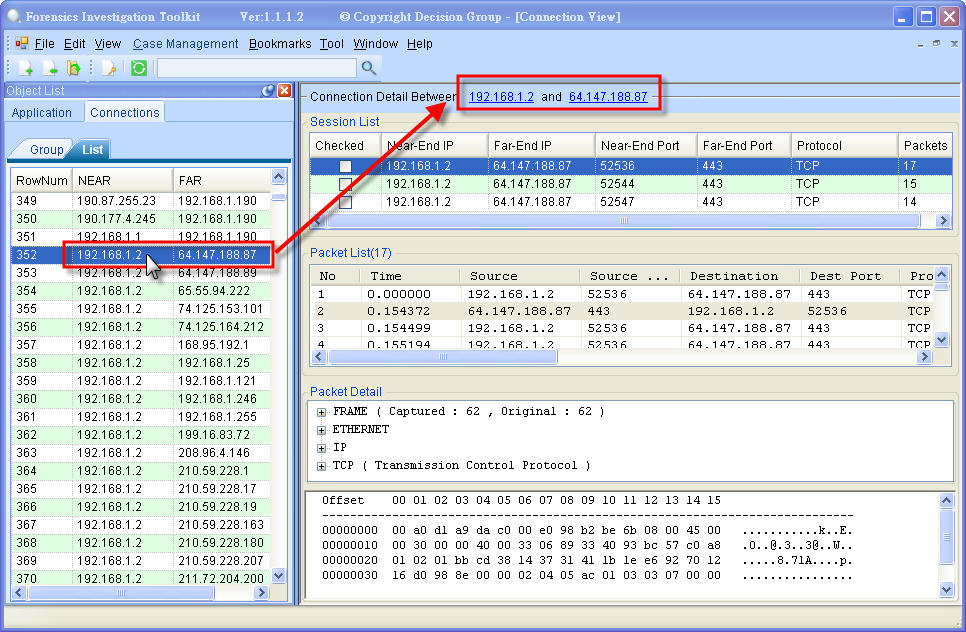 Forensics Investigation Toolkit Ver:1.1.1.2 © Copyright Decision Group - [Connection View]
File Edit View Case Management Bookmarks Tool Window Help
Object List
Application Connections
Group List
RowNum NEAR FAR
349 190.87.255.23 192.168.1.190
350 190.177.4.245 192.168.1.190
351 192.168.1.1 192.168.1.190
352 192.168.1.2 64.147.188.87
353 192.168.1.2 64.147.188.89
354 192.168.1.2 65.55.94.222
355 192.168.1.2 74.125.153.101
356 192.168.1.2 74.125.164.212
357 192.168.1.2 168.95.192.1
358 192.168.1.2 192.168.1.25
359 192.168.1.2 192.168.1.121
360 192.168.1.2 192.168.1.246
361 192.168.1.2 192.168.1.255
362 192.168.1.2 199.16.83.72
363 192.168.1.2 208.96.4.146
364 192.168.1.2 210.59.228.1
365 192.168.1.2 210.59.228.17
366 192.168.1.2 210.59.228.19
367 192.168.1.2 210.59.228.163
368 192.168.1.2 210.59.228.180
369 192.168.1.2 210.59.228.207
370 192.168.1.2 211.72.204.200
Connection Detail Between 192.168.1.2 and 64.147.188.87
Session List
Checked Near-End IP Far-End IP Near-End Port Far-End Port Protocol Packets
192.168.1.2 64.147.188.87 52536 443 TCP 17
192.168.1.2 64.147.188.87 52544 443 TCP 15
192.168.1.2 64.147.188.87 52547 443 TCP 14
Packet List(17)
No Time Source Source ... Destination Dest Port Pro
1 0.000000 192.168.1.2 52536 64.147.188.87 443 TCP
2 0.154372 64.147.188.87 443 192.168.1.2 52536 TCP
3 0.154499 192.168.1.2 52536 64.147.188.87 443 TCP
4 0.155194 192.168.1.2 52536 64.147.188.87 443 TCP
Packet Detail
FRAME ( Captured : 62 , Original : 62 )
ETHERNET
IP
TCP ( Transmission Control Protocol )
Offset 00 01 02 03 04 05 06 07 08 09 10 11 12 13 14 15
00000000 00 a0 d1 a9 da c0 00 e0 98 b2 be 6b 08 00 45 00 ...........k..E.
00000010 00 30 00 00 40 00 33 06 89 33 40 93 bc 57 c0 a8 .0..@.3..3@..W..
00000020 01 02 01 bb cd 38 14 37 31 41 1b 1e e6 92 70 12 .....8.71A....p.
00000030 16 d0 98 8e 00 00 02 04 05 ac 01 03 03 07 00 00 ................